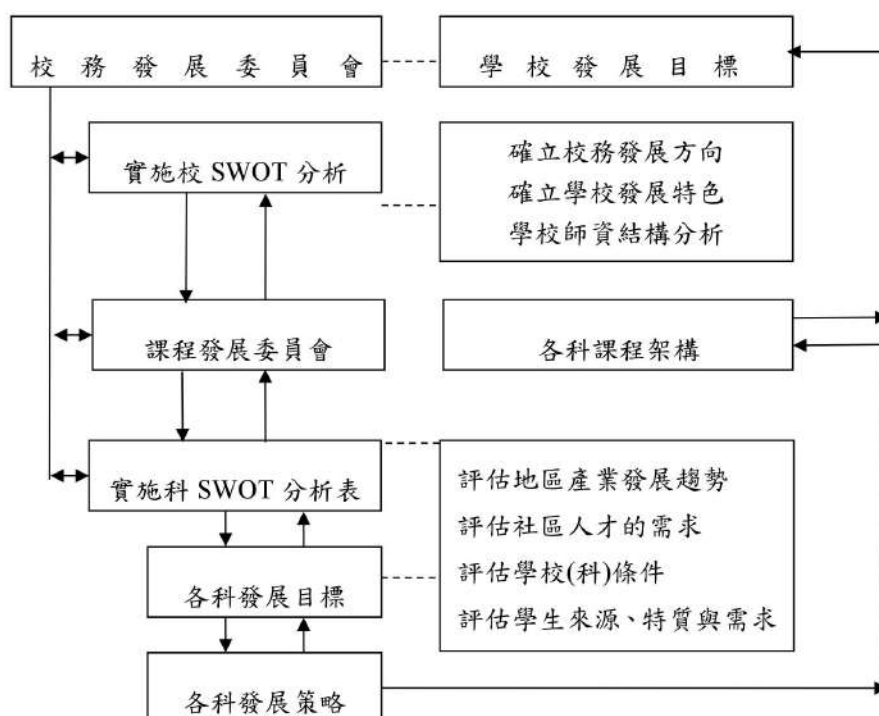 校務發展委員會
學校發展目標
實施校 SWOT 分析
確立校務發展方向
確立學校發展特色
學校師資結構分析
課程發展委員會
各科課程架構
實施科 SWOT 分析表
評估地區產業發展趨勢
評估社區人才的需求
評估學校(科)條件
評估學生來源、特質與需求
各科發展目標
各科發展策略